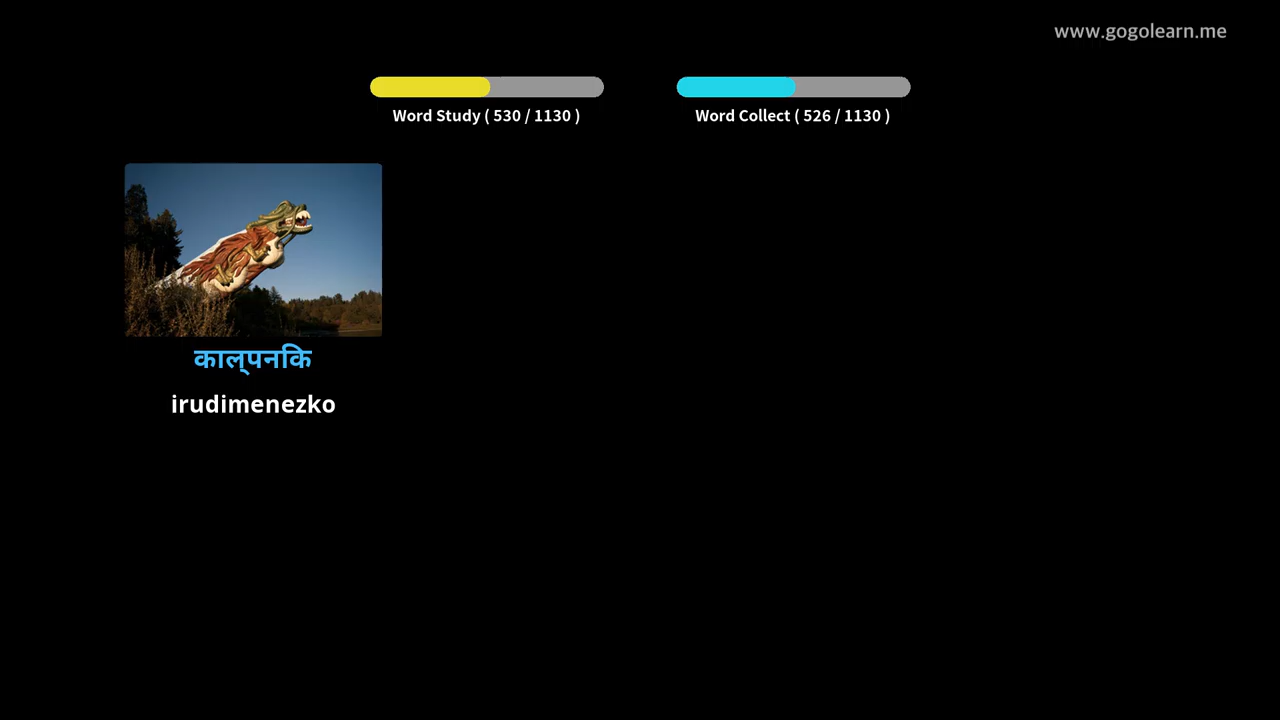 www.gogolearn.me
Word Study ( 530 / 1130 )
Word Collect ( 526 / 1130 )
काल्पनकि
irudimenezko